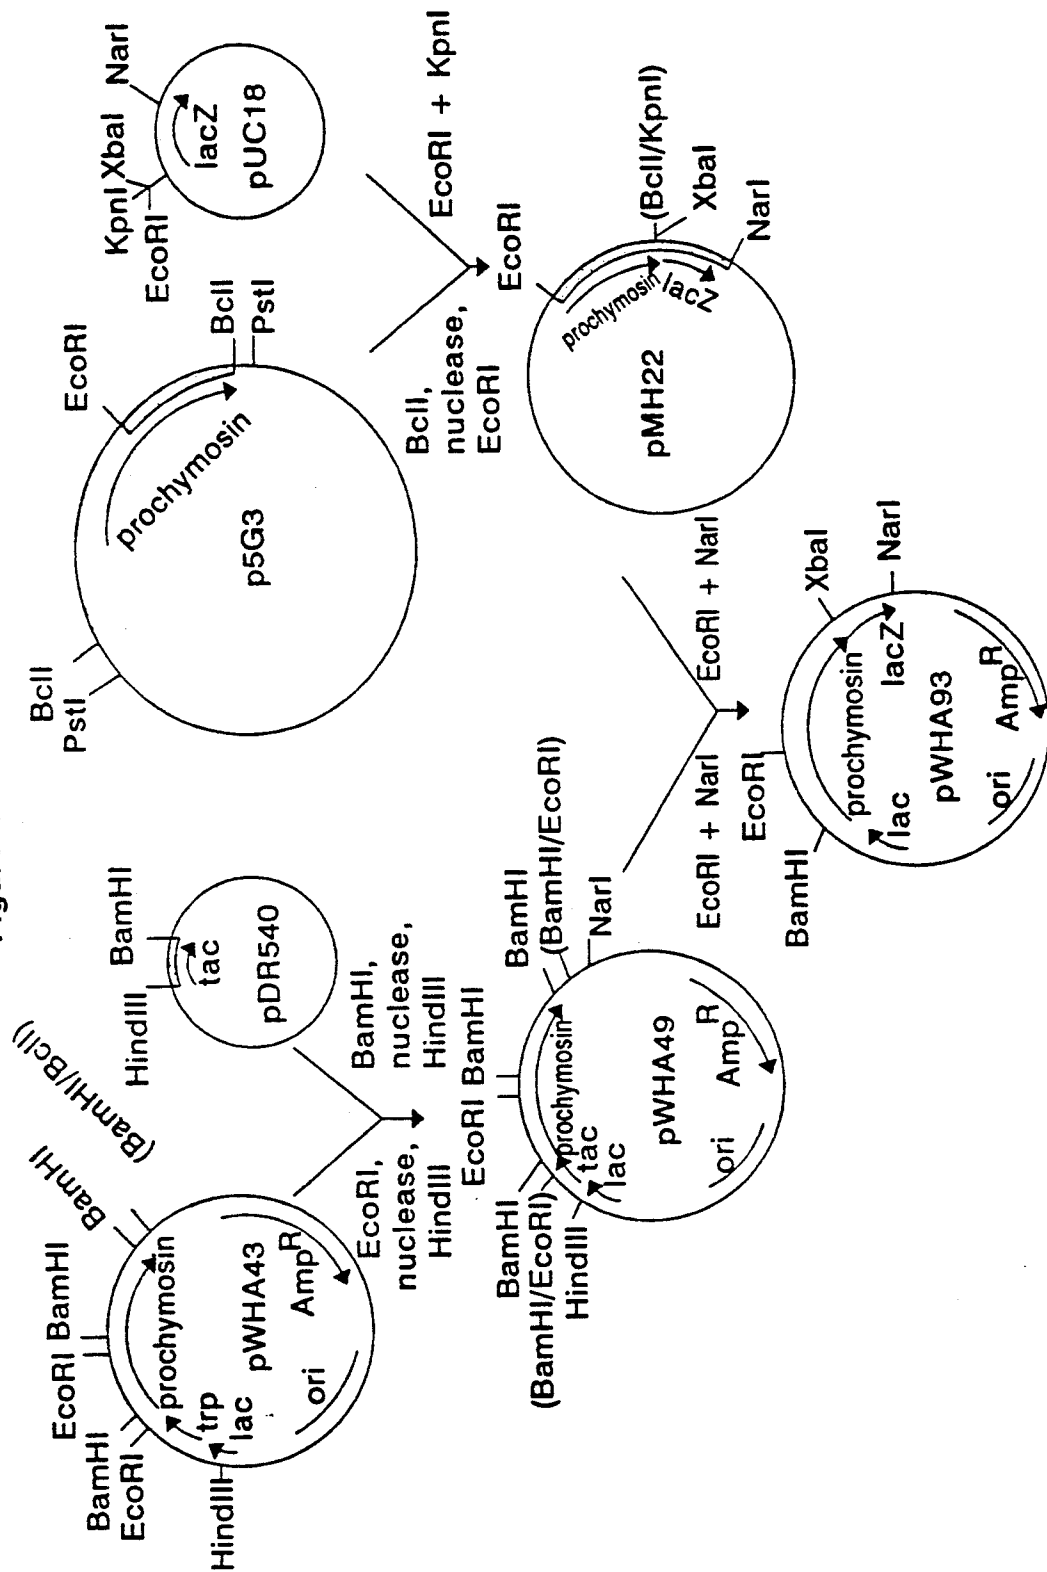 HindIII
EcoRI
BamHI
EcoRI BamHI
BamHI
(BamHI/BclI)
prochymosin
trp
lac
pWHA43
Amp R
ori
HindIII
BamHI
tac
pDR540
EcoRI,
nuclease,
HindIII
BamHI,
nuclease,
HindIII
BclI
PstI
EcoRI
BclI
PstI
prochymosin
p5G3
KpnI XbaI
EcoRI
NarI
lacZ
pUC18
BclI,
nuclease,
EcoRI
EcoRI + KpnI
BamHI
(BamHI/EcoRI)
HindIII
EcoRI BamHI
BamHI
(BamHI/EcoRI)
NarI
prochymosin
tac
lac
pWHA49
Amp R
ori
EcoRI
(BclI/KpnI)
XbaI
NarI
prochymosin
lacZ
pMH22
EcoRI + NarI
EcoRI + NarI
BamHI
EcoRI
XbaI
NarI
prochymosin
lac
lacZ
pWHA93
Amp R
ori